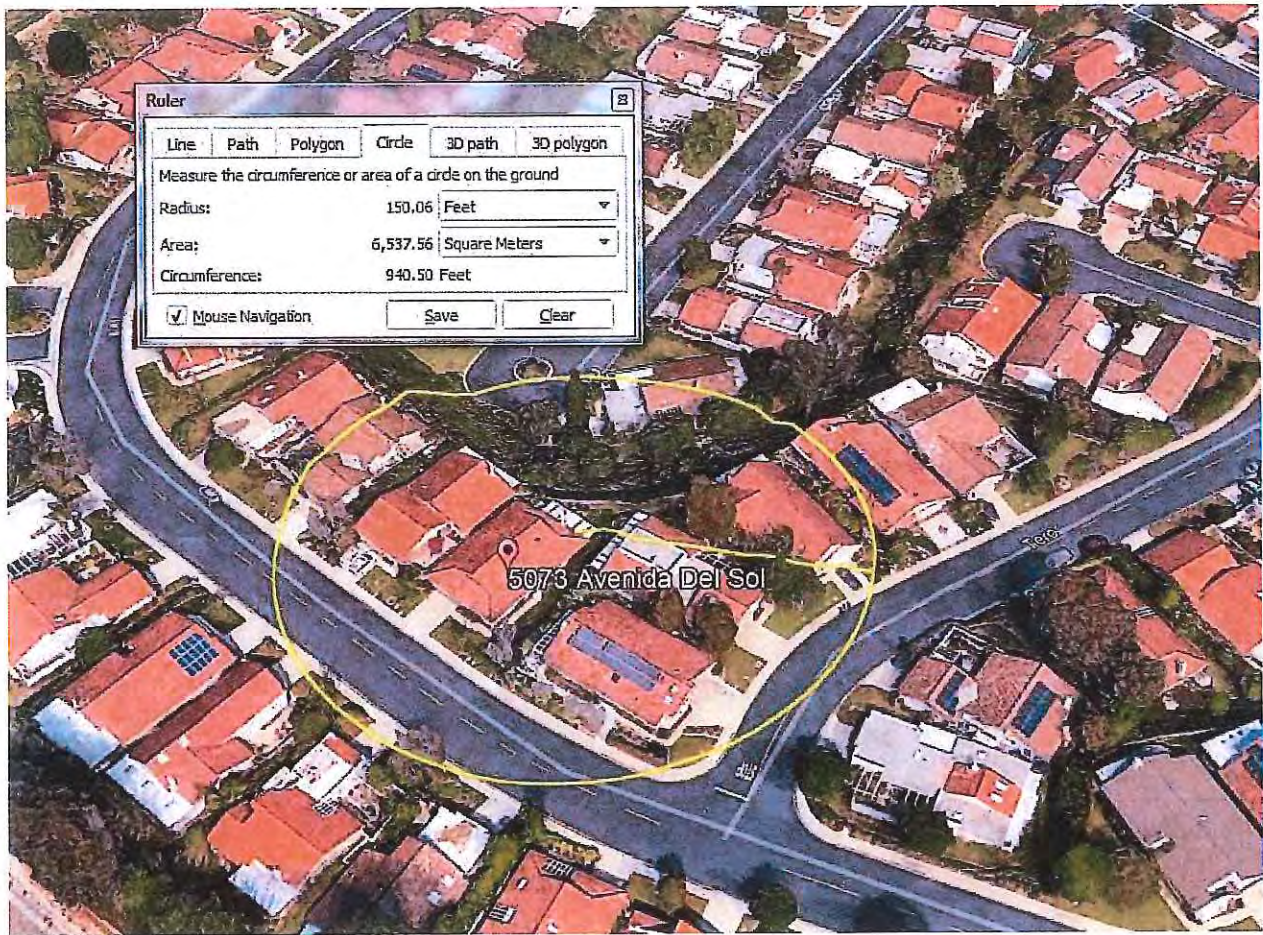 Ruler
Line Path Polygon Circle 3D path 3D polygon
Measure the circumference or area of a circle on the ground
Radius: 150.06 Feet
Area: 6,537.56 Square Meters
Circumference: 940.50 Feet
Mouse Navigation Save Clear
5073 Avenida Del Sol